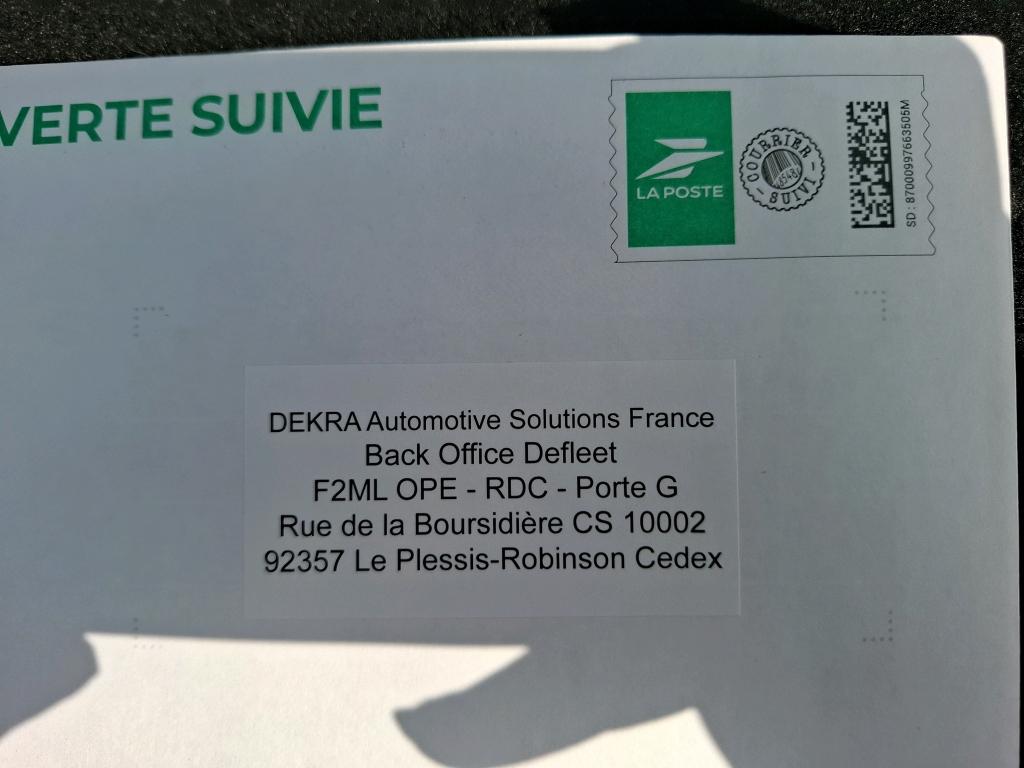 VERTE SUIVIE
LA POSTE
COURRIER
SUIVI
SD : 87000997663505M
DEKRA Automotive Solutions France
Back Office Defleet
F2ML OPE - RDC - Porte G
Rue de la Boursidière CS 10002
92357 Le Plessis-Robinson Cedex